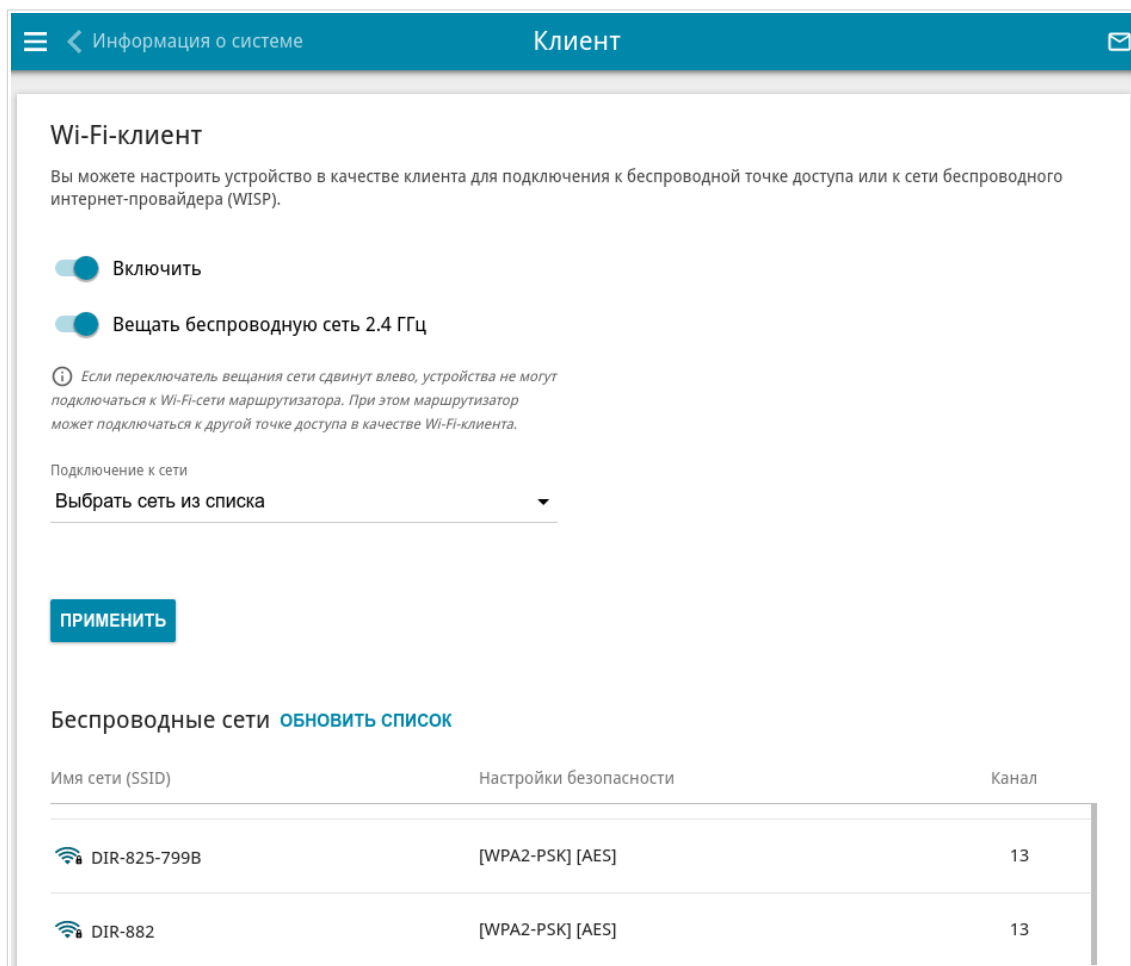 Информация о системе Клиент
Wi-Fi-клиент
Вы можете настроить устройство в качестве клиента для подключения к беспроводной точке доступа или к сети беспроводного
интернет-провайдера (WISP).
Включить
Вещать беспроводную сеть 2.4 ГГц
Если переключатель вещания сети сдвинут влево, устройства не могут
подключаться к Wi-Fi-сети маршрутизатора. При этом маршрутизатор
может подключаться к другой точке доступа в качестве Wi-Fi-клиента.
Подключение к сети
Выбрать сеть из списка
ПРИМЕНИТЬ
Беспроводные сети ОБНОВИТЬ СПИСОК
Имя сети (SSID) Настройки безопасности Канал
DIR-825-799B [WPA2-PSK] [AES] 13
DIR-882 [WPA2-PSK] [AES] 13